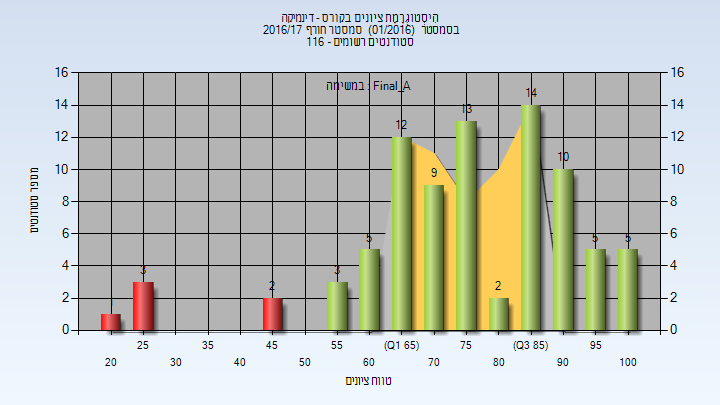 הִיסְטוֹגְרָמַת ציונים בקורס - דינמיקה
בסמסטר (01/2016) סמסטר חורף 2016/17
סטודנטים רשומים - 116
במשימה : Final_A
מספר סטודנטים
16 14 12 10 8 6 4 2 0
16 14 12 10 8 6 4 2 0
1 3 2 3 5 12 9 13 2 14 10 5 5
25 35 45 55 (Q1 65) 75 (Q3 85) 95
20 30 40 50 60 70 80 90 100
טווח ציונים